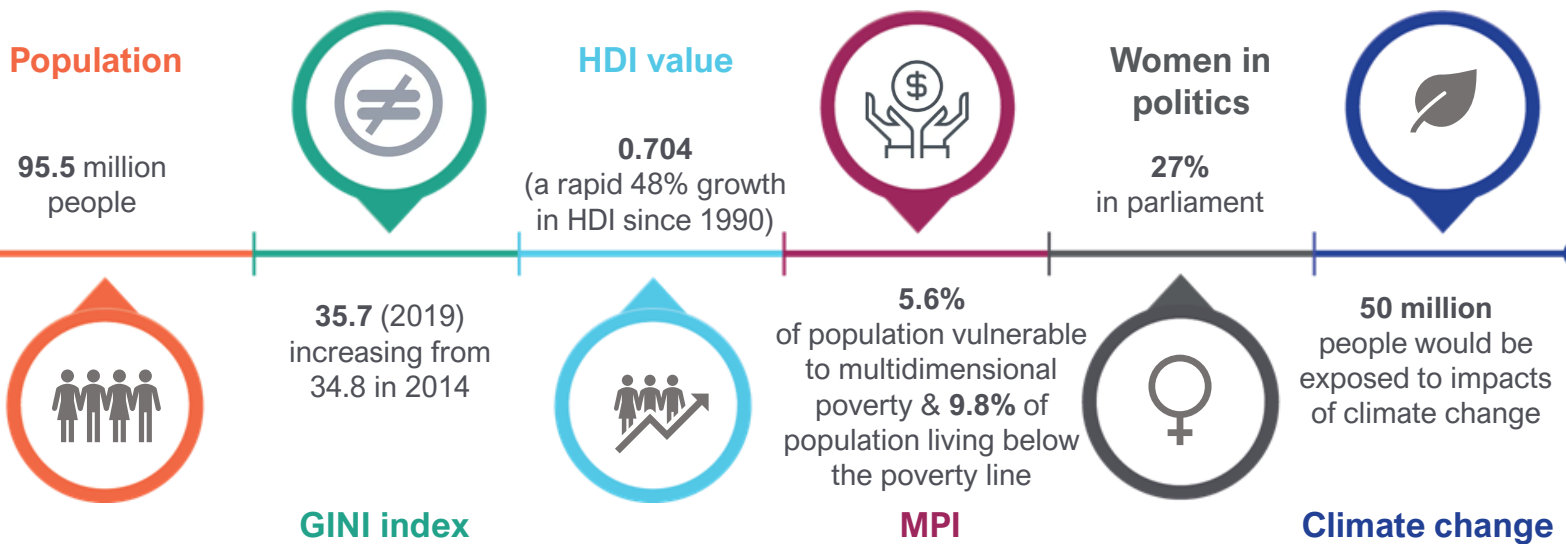 Population
95.5 million
people
35.7 (2019)
increasing from
34.8 in 2014
GINI index
HDI value
0.704
(a rapid 48% growth
in HDI since 1990)
$
5.6%
of population vulnerable
to multidimensional
poverty & 9.8% of
population living below
the poverty line
MPI
Women in
politics
27%
in parliament
50 million
people would be
exposed to impacts
of climate change
Climate change